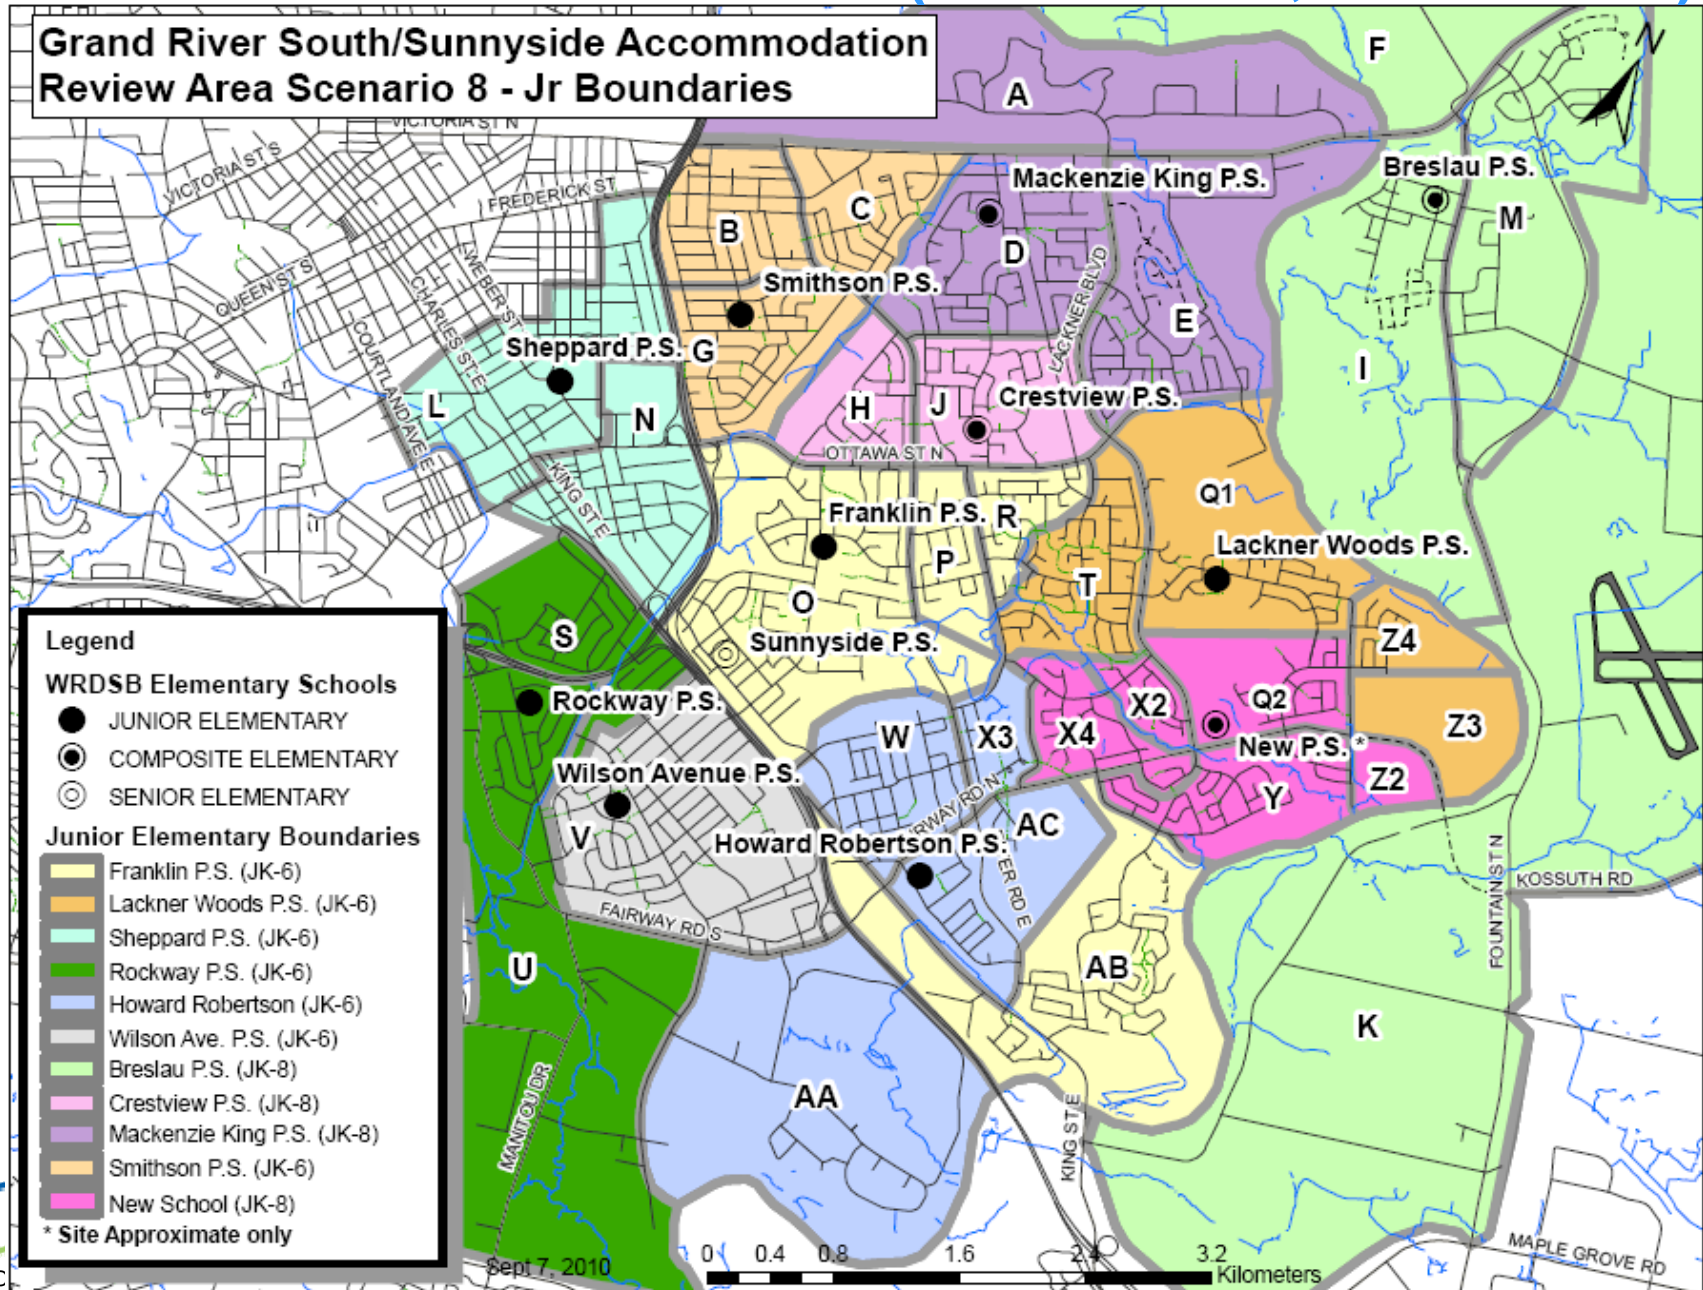 Grand River South/Sunnyside Accommodation
Review Area Scenario 8 - Jr Boundaries
N
F
A
VICTORIA ST N
VICTORIA ST S
FREDERICK ST
Mackenzie King P.S.
Breslau P.S.
B
C
D
M
QUEEN ST S
WEBER ST
CHARLES ST E
Smithson P.S.
LACKNER BLVD
E
COURTLAND AVE E
Sheppard P.S.
G
I
L
N
H
J
Crestview P.S.
OTTAWA ST N
KING ST E
Q1
Franklin P.S.
R
P
Lackner Woods P.S.
T
O
S
Sunnyside P.S.
Z4
Rockway P.S.
X2
Q2
W
X3
X4
Z3
New P.S. *
Wilson Avenue P.S.
Z2
Y
V
RWAY RD N
AC
Howard Robertson P.S.
ER RD E
FAIRWAY RD S
FOUNTAIN ST N
KOSSUTH RD
U
AB
K
AA
MANITOU DR
KING ST E
MAPLE GROVE RD
Legend
WRDSB Elementary Schools
JUNIOR ELEMENTARY
COMPOSITE ELEMENTARY
SENIOR ELEMENTARY
Junior Elementary Boundaries
Franklin P.S. (JK-6)
Lackner Woods P.S. (JK-6)
Sheppard P.S. (JK-6)
Rockway P.S. (JK-6)
Howard Robertson (JK-6)
Wilson Ave. P.S. (JK-6)
Breslau P.S. (JK-8)
Crestview P.S. (JK-8)
Mackenzie King P.S. (JK-8)
Smithson P.S. (JK-6)
New School (JK-8)
* Site Approximate only
Sept 7, 2010
0 0.4 0.8 1.6 2.4 3.2
Kilometers